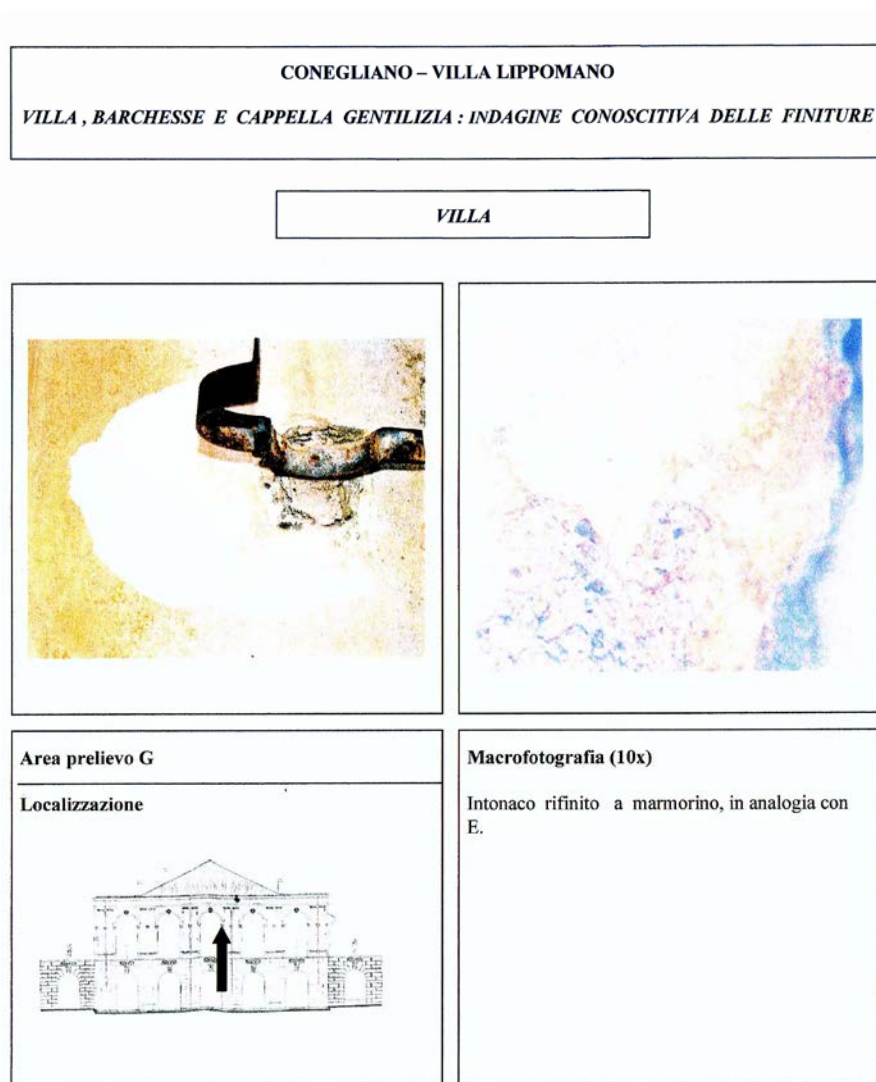 CONEGLIANO – VILLA LIPPOMANO
VILLA , BARCHESSE E CAPPELLA GENTILIZIA : INDAGINE CONOSCITIVA DELLE FINITURE
VILLA
Area prelievo G
Localizzazione
Macrofotografia (10x)
Intonaco rifinito a marmorino, in analogia con
E.